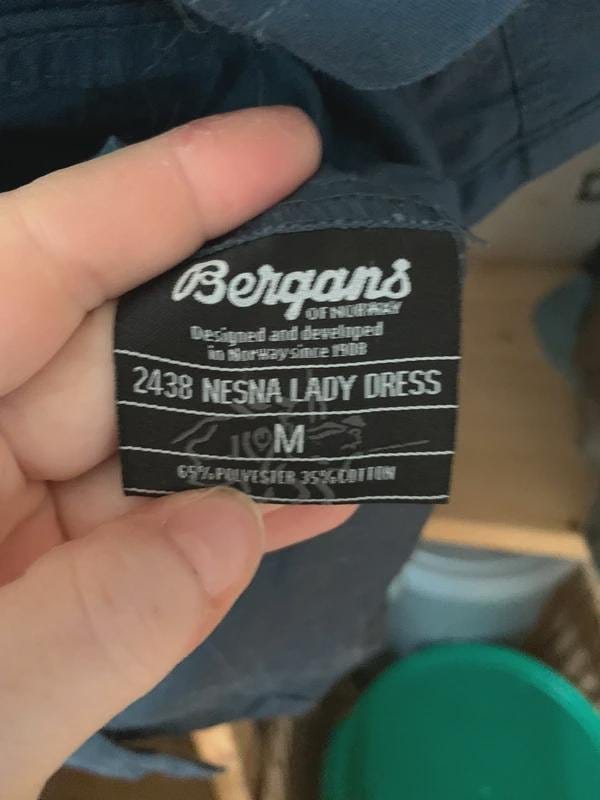 Bergans
OF NORWAY
Designed and developed
in Norway since 1908
2438 NESNA LADY DRESS
M
65% POLYESTER 35% COTTON